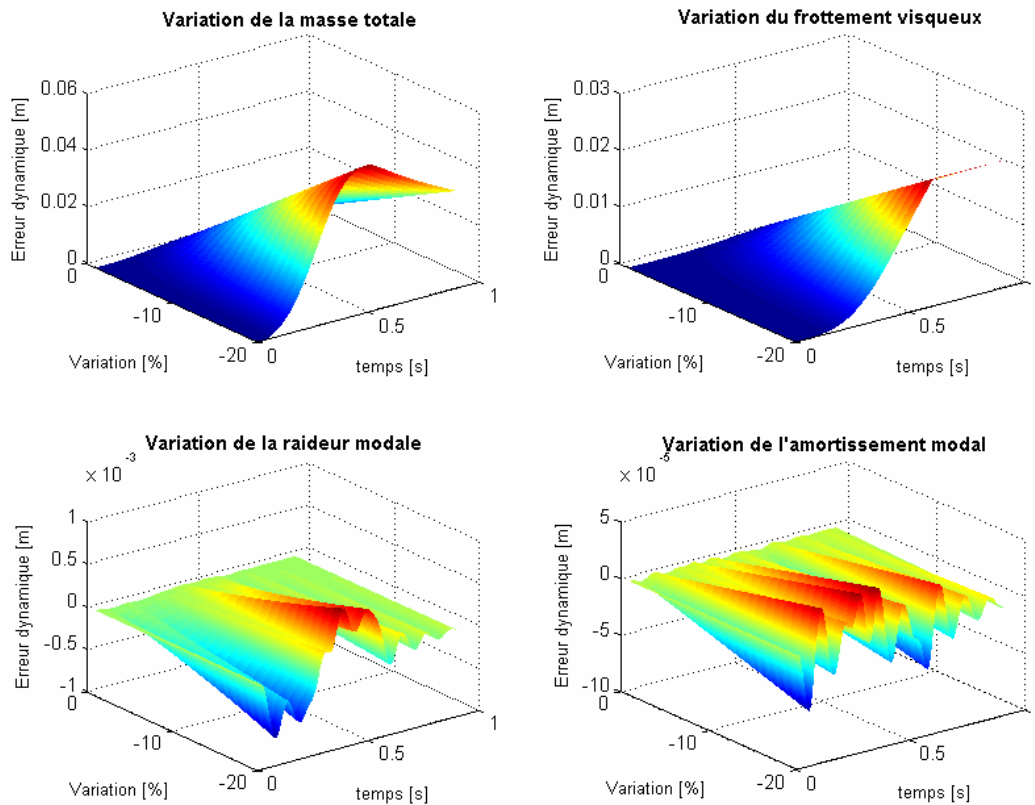 Variation de la masse totale
Erreur dynamique [m]
0.06
0.04
0.02
0
0
-10
-20
Variation [%]
0
0.5
1
temps [s]
Variation du frottement visqueux
Erreur dynamique [m]
0.03
0.02
0.01
0
0
-10
-20
Variation [%]
0
0.5
temps [s]
Variation de la raideur modale
x 10 -3
Erreur dynamique [m]
1
0.5
0
-0.5
-1
0
-10
-20
Variation [%]
0
0.5
1
temps [s]
Variation de l'amortissement modal
x 10 -5
Erreur dynamique [m]
5
0
-5
-10
0
-10
-20
Variation [%]
0
0.5
temps [s]